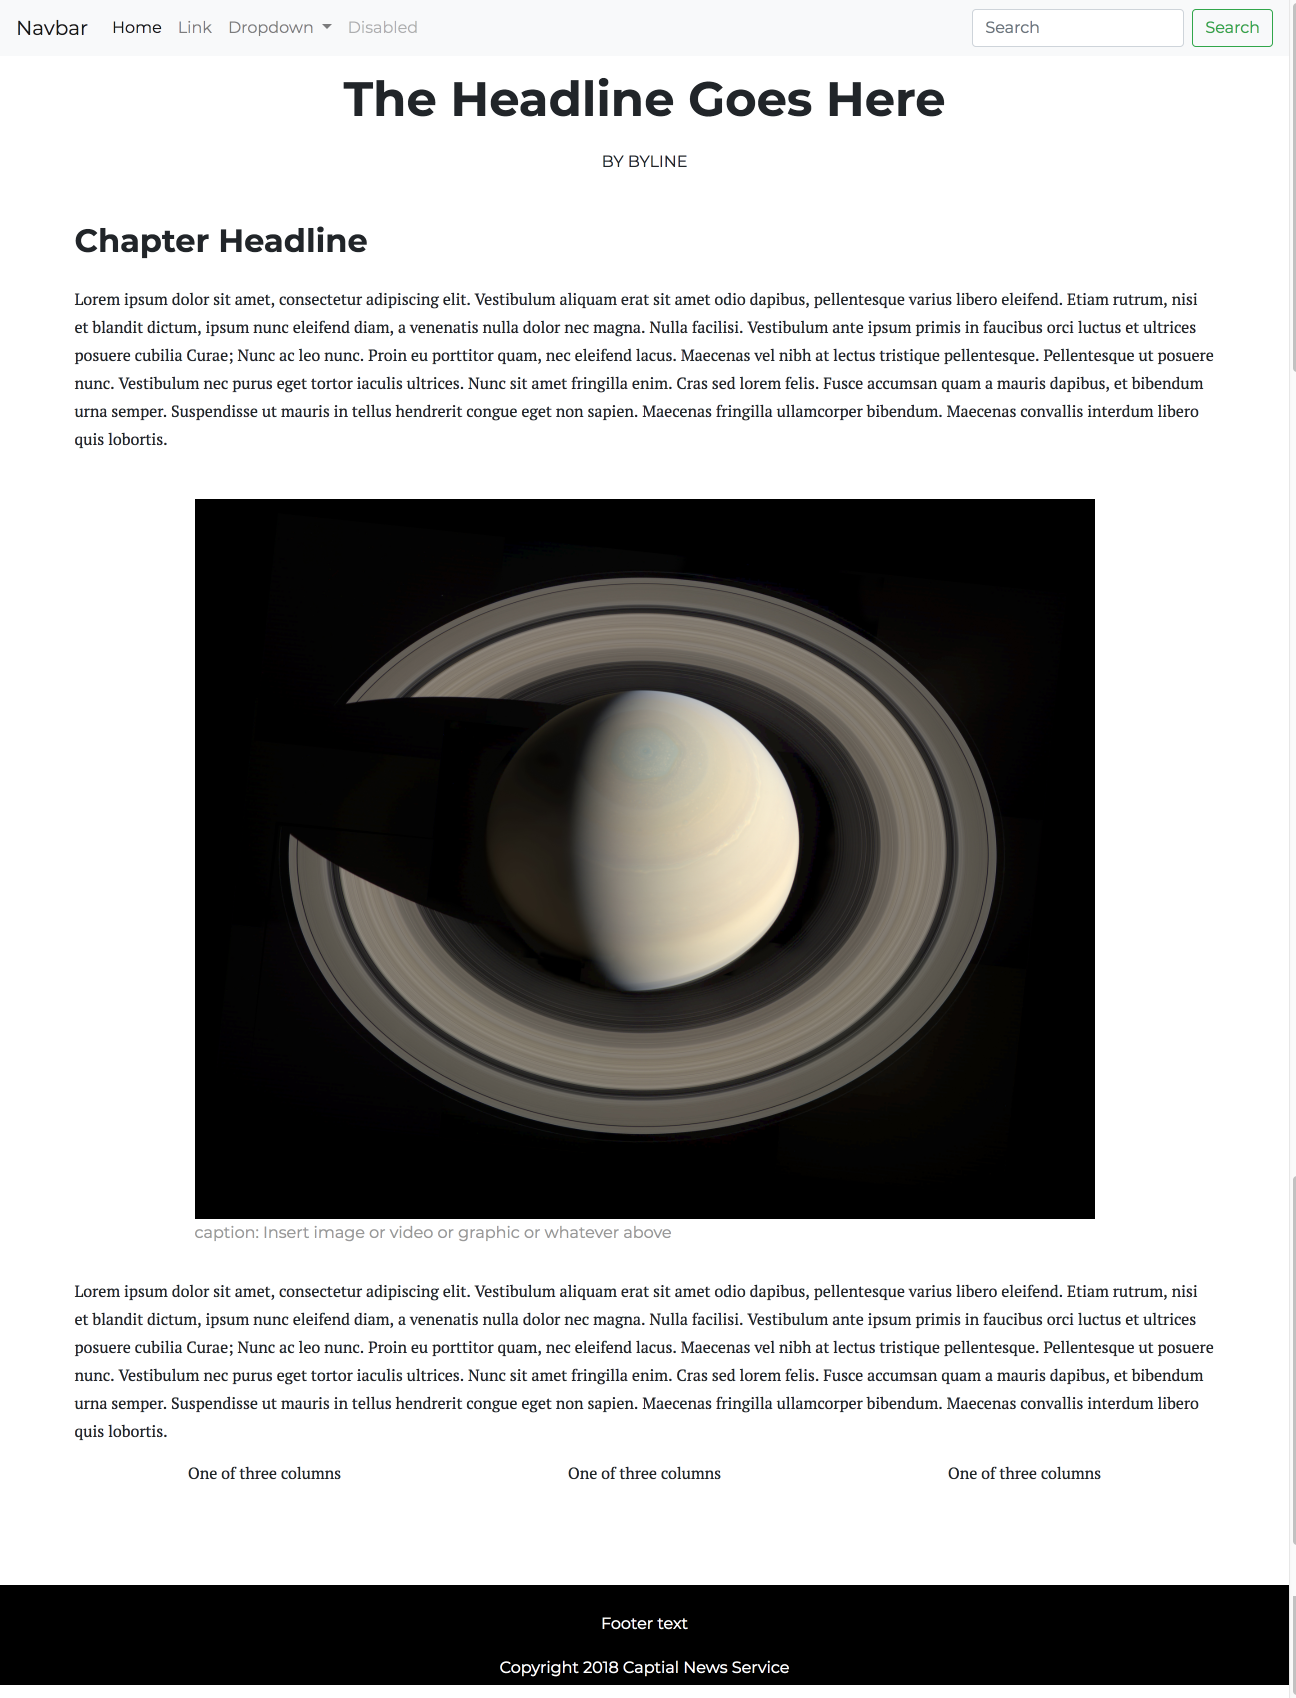 Navbar Home Link Dropdown Disabled Search Search
The Headline Goes Here
BY BYLINE
Chapter Headline
Lorem ipsum dolor sit amet, consectetur adipiscing elit. Vestibulum aliquam erat sit amet odio dapibus, pellentesque varius libero eleifend. Etiam rutrum, nisi
et blandit dictum, ipsum nunc eleifend diam, a venenatis nulla dolor nec magna. Nulla facilisi. Vestibulum ante ipsum primis in faucibus orci luctus et ultrices
posuere cubilia Curae; Nunc ac leo nunc. Proin eu porttitor quam, nec eleifend lacus. Maecenas vel nibh at lectus tristique pellentesque. Pellentesque ut posuere
nunc. Vestibulum nec purus eget tortor iaculis ultrices. Nunc sit amet fringilla enim. Cras sed lorem felis. Fusce accumsan quam a mauris dapibus, et bibendum
urna semper. Suspendisse ut mauris in tellus hendrerit congue eget non sapien. Maecenas fringilla ullamcorper bibendum. Maecenas convallis interdum libero
quis lobortis.
caption: Insert image or video or graphic or whatever above
Lorem ipsum dolor sit amet, consectetur adipiscing elit. Vestibulum aliquam erat sit amet odio dapibus, pellentesque varius libero eleifend. Etiam rutrum, nisi
et blandit dictum, ipsum nunc eleifend diam, a venenatis nulla dolor nec magna. Nulla facilisi. Vestibulum ante ipsum primis in faucibus orci luctus et ultrices
posuere cubilia Curae; Nunc ac leo nunc. Proin eu porttitor quam, nec eleifend lacus. Maecenas vel nibh at lectus tristique pellentesque. Pellentesque ut posuere
nunc. Vestibulum nec purus eget tortor iaculis ultrices. Nunc sit amet fringilla enim. Cras sed lorem felis. Fusce accumsan quam a mauris dapibus, et bibendum
urna semper. Suspendisse ut mauris in tellus hendrerit congue eget non sapien. Maecenas fringilla ullamcorper bibendum. Maecenas convallis interdum libero
quis lobortis.
One of three columns One of three columns One of three columns
Footer text
Copyright 2018 Captial News Service